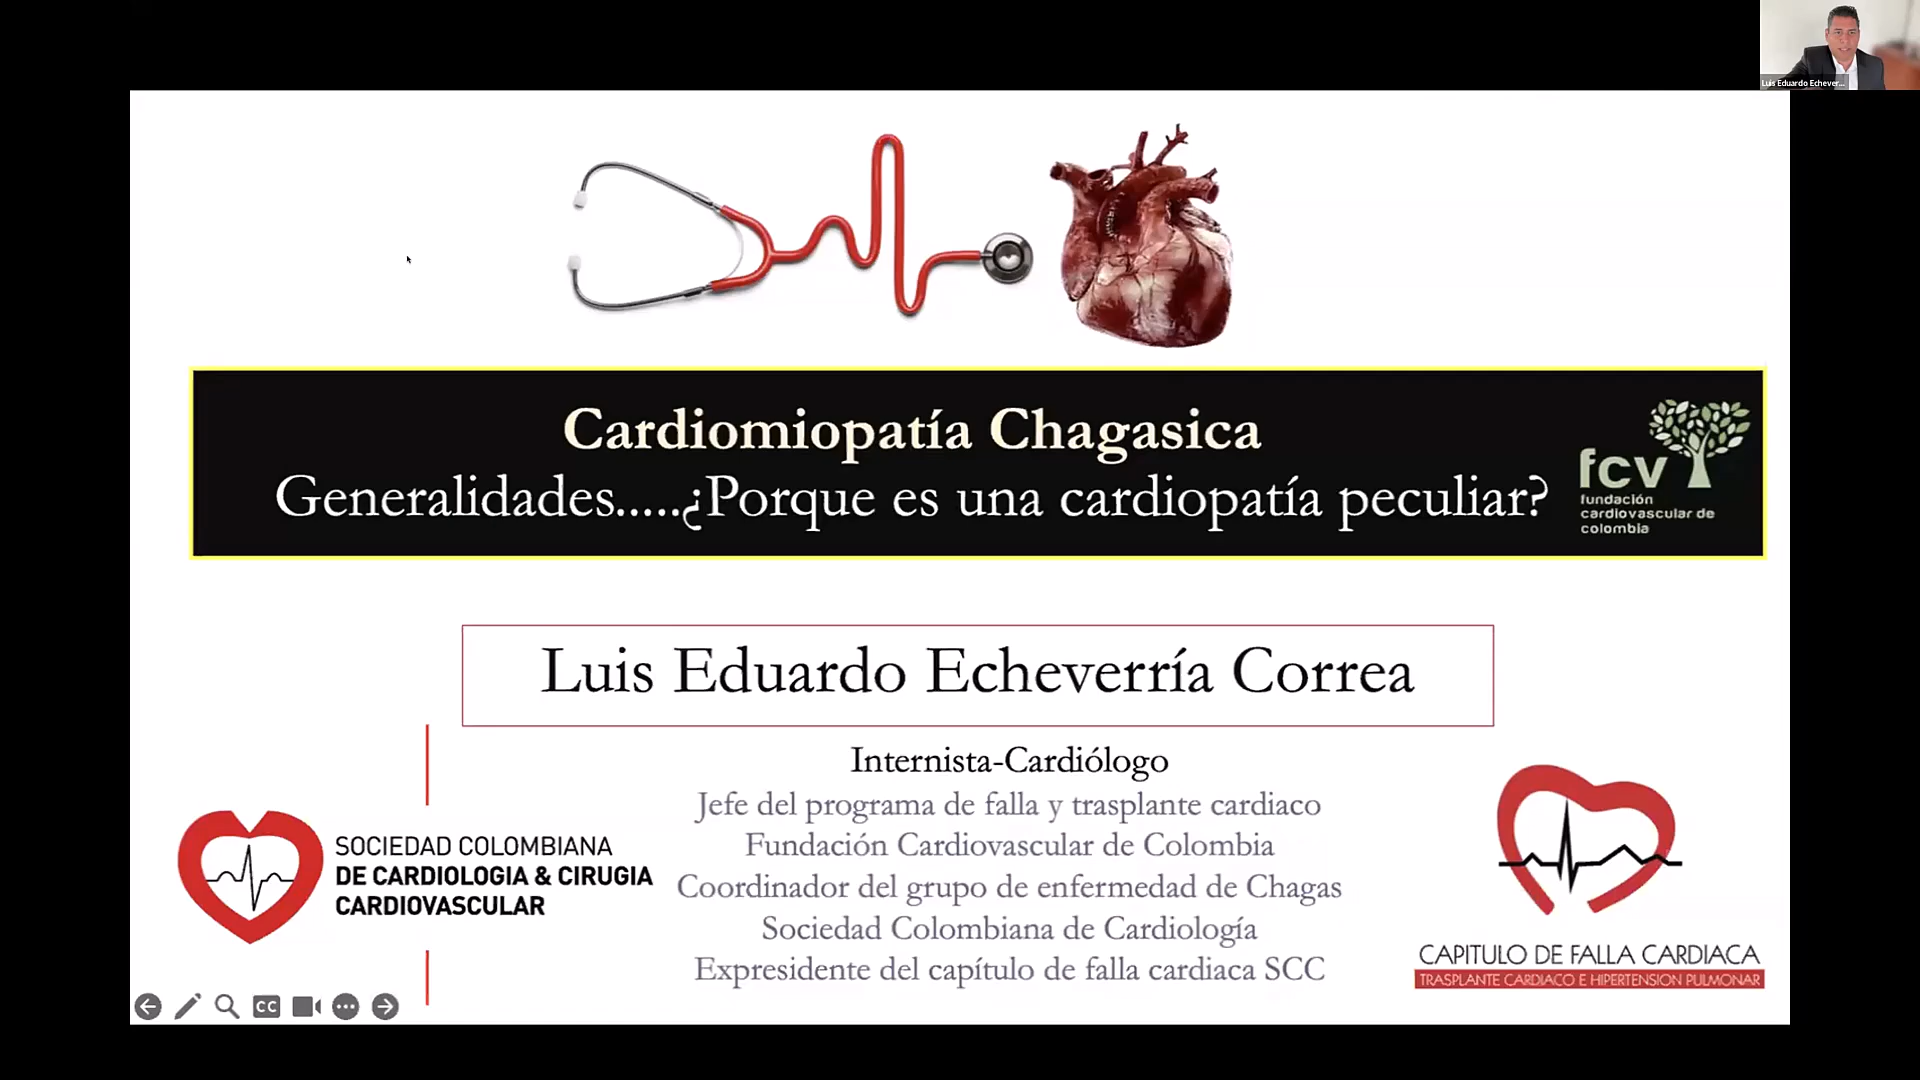 Luis Eduardo Echever...
Cardiomiopatía Chagasica
Generalidades.....¿Porque es una cardiopatía peculiar?
fcv
fundación
cardiovascular de
colombia
Luis Eduardo Echeverría Correa
Internista-Cardiólogo
Jefe del programa de falla y trasplante cardiaco
Fundación Cardiovascular de Colombia
Coordinador del grupo de enfermedad de Chagas
Sociedad Colombiana de Cardiología
Expresidente del capítulo de falla cardiaca SCC
SOCIEDAD COLOMBIANA
DE CARDIOLOGIA & CIRUGIA
CARDIOVASCULAR
CAPITULO DE FALLA CARDIACA
TRASPLANTE CARDIACO E HIPERTENSION PULMONAR
CC